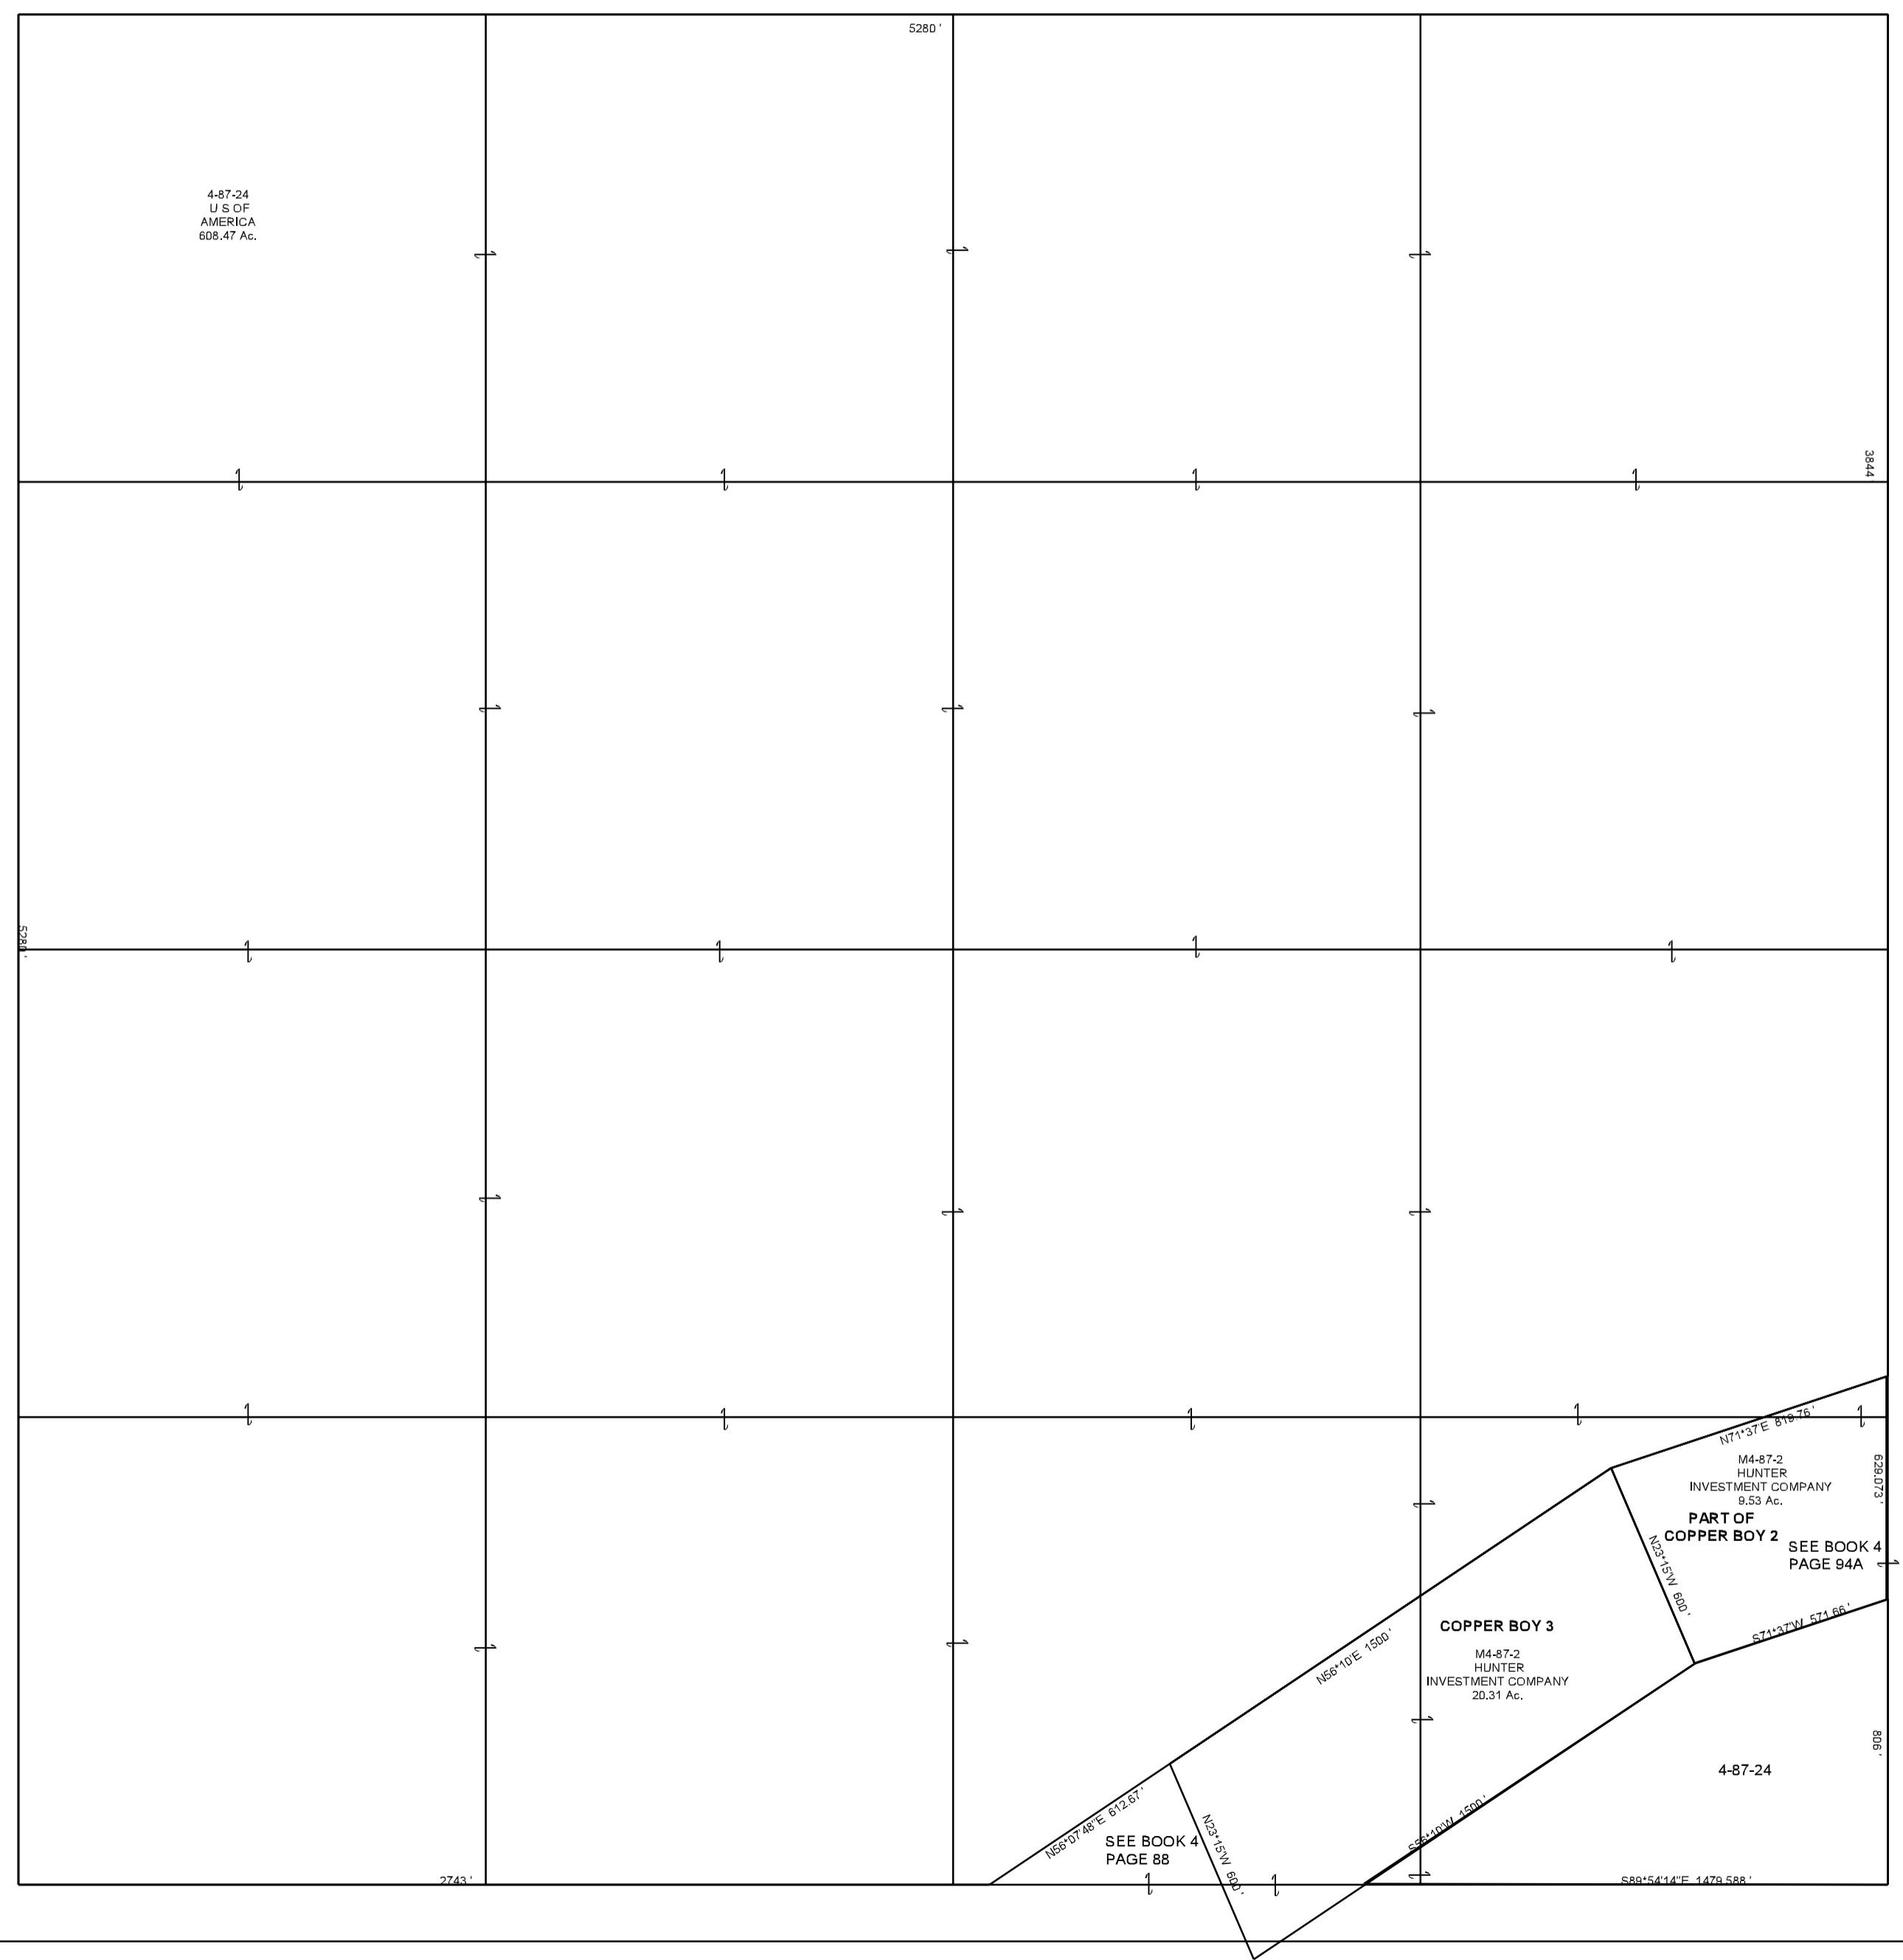 5280 '
4-87-24
U S OF
AMERICA
608.47 Ac.
3844
5280 '
N71*37'E 819.76 '
M4-87-2
HUNTER
INVESTMENT COMPANY
9.53 Ac.
629.073 '
PART OF
COPPER BOY 2
SEE BOOK 4
PAGE 94A
N23*15'W 600 '
S71*37'W 571.66 '
COPPER BOY 3
M4-87-2
HUNTER
INVESTMENT COMPANY
20.31 Ac.
N56*10'E 1500 '
806 '
4-87-24
S56*10'W 1500 '
N56*07'48"E 612.67 '
SEE BOOK 4
PAGE 88
N23*15'W 600 '
2743 '
S89*54'14"E 1479.588 '